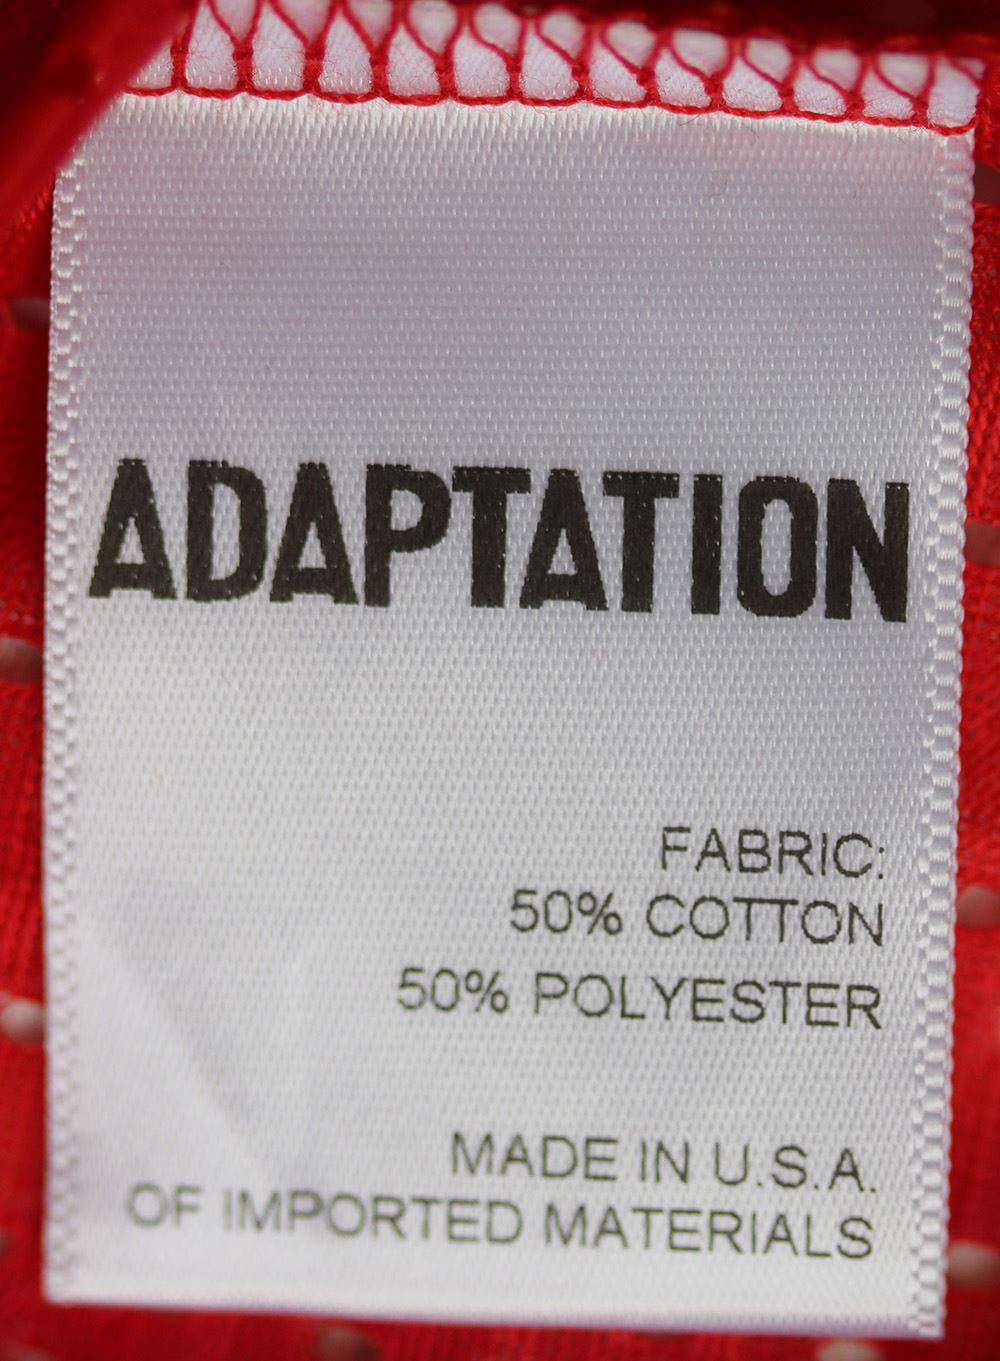 ADAPTATION
FABRIC:
50% COTTON
50% POLYESTER
MADE IN U.S.A.
OF IMPORTED MATERIALS